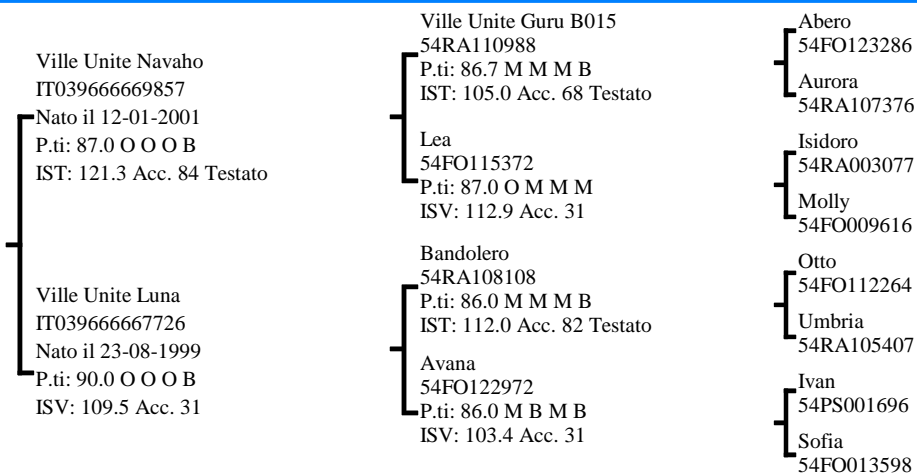 Ville Unite Navaho
IT039666669857
Nato il 12-01-2001
P.ti: 87.0 O O O B
IST: 121.3 Acc. 84 Testato
Ville Unite Luna
IT039666667726
Nato il 23-08-1999
P.ti: 90.0 O O O B
ISV: 109.5 Acc. 31
Ville Unite Guru B015
54RA110988
P.ti: 86.7 M M M B
IST: 105.0 Acc. 68 Testato
Lea
54FO115372
P.ti: 87.0 O M M M
ISV: 112.9 Acc. 31
Bandolero
54RA108108
P.ti: 86.0 M M M B
IST: 112.0 Acc. 82 Testato
Avana
54FO122972
P.ti: 86.0 M B M B
ISV: 103.4 Acc. 31
Abero
54FO123286
Aurora
54RA107376
Isidoro
54RA003077
Molly
54FO009616
Otto
54FO112264
Umbria
54RA105407
Ivan
54PS001696
Sofia
54FO013598